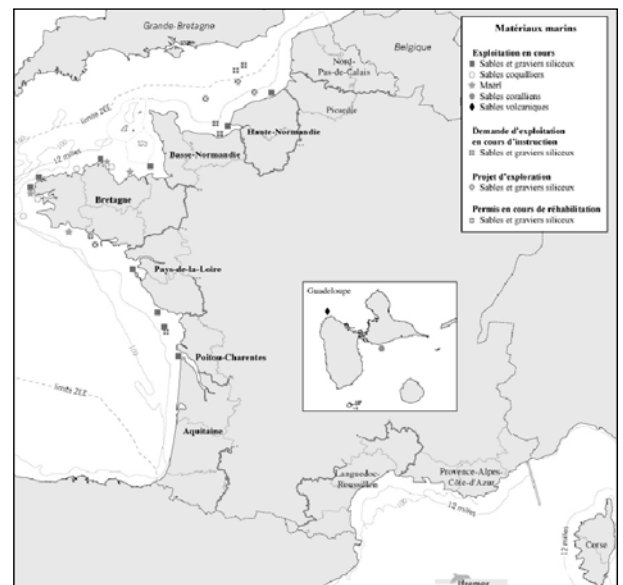 Grande-Bretagne
Belgique
Matériaux marins
Exploitation en cours
Sables et graviers siliceux
Sables coquilliers
Maërl
Sables coralliens
Sables volcaniques
Demande d'exploitation
en cours d'instruction
Sables et graviers siliceux
Projet d'exploration
Sables et graviers siliceux
Permis en cours de réhabilitation
Sables et graviers siliceux
Nord-
Pas-de-Calais
Picardie
limite ZEE
12 milles
Haute-Normandie
Basse-Normandie
Bretagne
Pays-de-la-Loire
Guadeloupe
Poitou-Charentes
limite ZEE
Aquitaine
Languedoc-
Roussillon
Provence-Alpes-
Côte-d'Azur
12 milles
12 milles
Corse
Ifremer